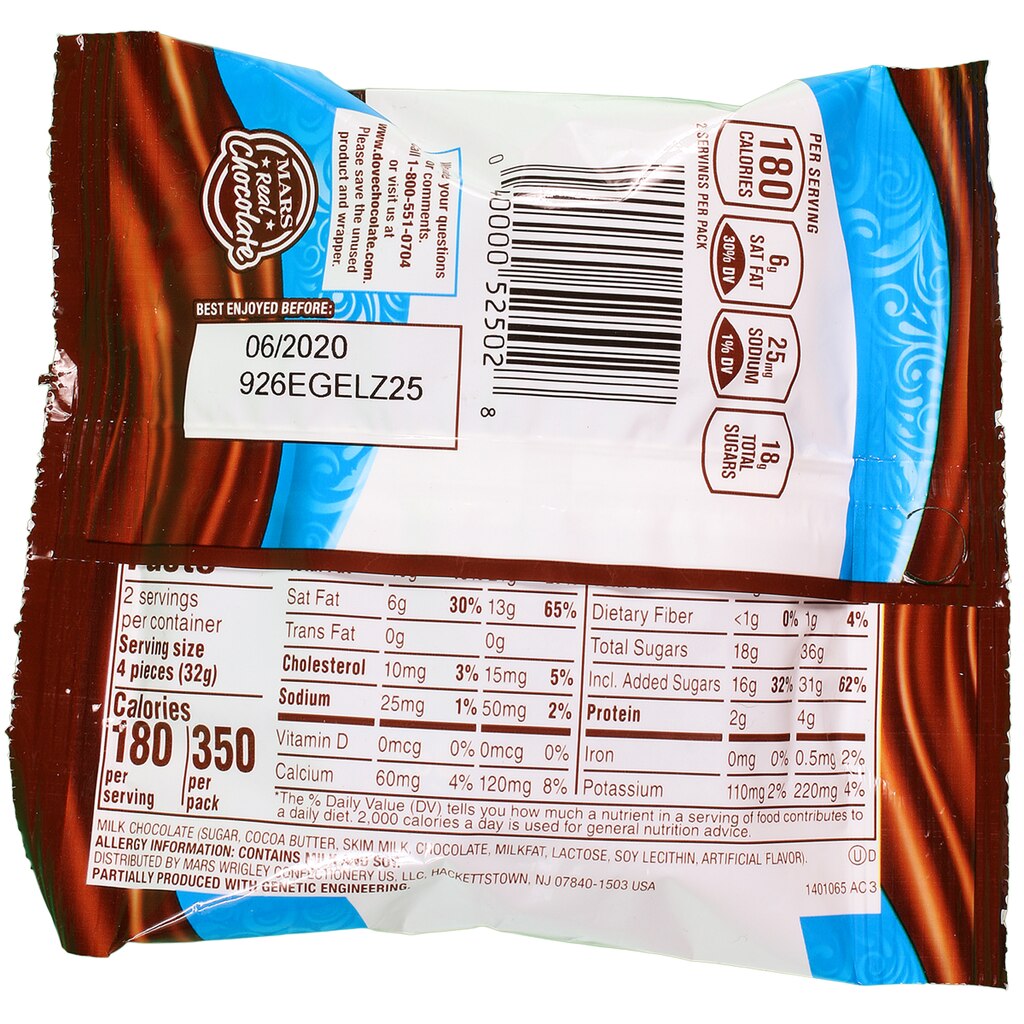 MARS
Real
Chocolate
your questions
or comments.
1-800-551-0704
or visit us at
www.dovechocolate.com.
Please save the unused
product and wrapper.
BEST ENJOYED BEFORE:
06/2020
926EGELZ25
0 40000 52502 8
PER SERVING
180
CALORIES
6g
SAT FAT
30% DV
25mg
SODIUM
1% DV
18g
TOTAL
SUGARS
2 SERVINGS PER PACK
2 servings
per container
Serving size
4 pieces (32g)
Calories
180 350
per per
serving pack
Sat Fat 6g 30% 13g 65%
Trans Fat 0g 0g
Cholesterol 10mg 3% 15mg 5%
Sodium 25mg 1% 50mg 2%
Vitamin D 0mcg 0% 0mcg 0%
Calcium 60mg 4% 120mg 8%
Dietary Fiber <1g 0% 1g 4%
Total Sugars 18g 36g
Incl. Added Sugars 16g 32% 31g 62%
Protein 2g 4g
Iron 0mg 0% 0.5mg 2%
Potassium 110mg 2% 220mg 4%
*The % Daily Value (DV) tells you how much a nutrient in a serving of food contributes to
a daily diet. 2,000 calories a day is used for general nutrition advice.
MILK CHOCOLATE (SUGAR, COCOA BUTTER, SKIM MILK, CHOCOLATE, MILKFAT, LACTOSE, SOY LECITHIN, ARTIFICIAL FLAVOR).
ALLERGY INFORMATION: CONTAINS MILK AND SOY.
DISTRIBUTED BY MARS WRIGLEY CONFECTIONERY US, LLC, HACKETTSTOWN, NJ 07840-1503 USA
PARTIALLY PRODUCED WITH GENETIC ENGINEERING.
U D
1401065 AC3